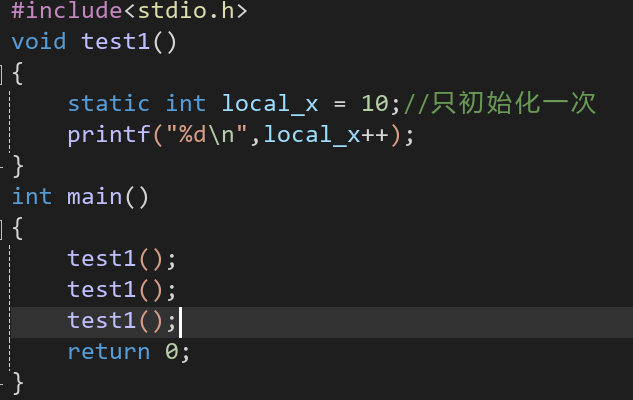 #include<stdio.h>
void test1()
{
    static int local_x = 10;//只初始化一次
    printf("%d\n",local_x++);
}
int main()
{
    test1();
    test1();
    test1();
    return 0;
}